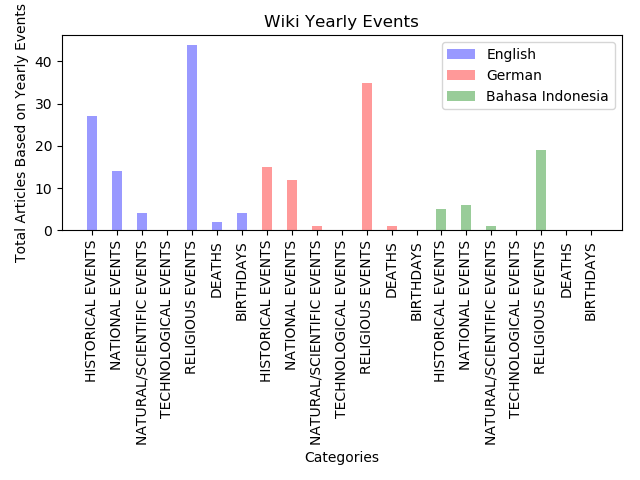 Wiki Yearly Events
Total Articles Based on Yearly Events
40
30
20
10
0
English
German
Bahasa Indonesia
HISTORICAL EVENTS
NATIONAL EVENTS
NATURAL/SCIENTIFIC EVENTS
TECHNOLOGICAL EVENTS
RELIGIOUS EVENTS
DEATHS
BIRTHDAYS
HISTORICAL EVENTS
NATIONAL EVENTS
NATURAL/SCIENTIFIC EVENTS
TECHNOLOGICAL EVENTS
RELIGIOUS EVENTS
DEATHS
BIRTHDAYS
HISTORICAL EVENTS
NATIONAL EVENTS
NATURAL/SCIENTIFIC EVENTS
TECHNOLOGICAL EVENTS
RELIGIOUS EVENTS
DEATHS
BIRTHDAYS
Categories